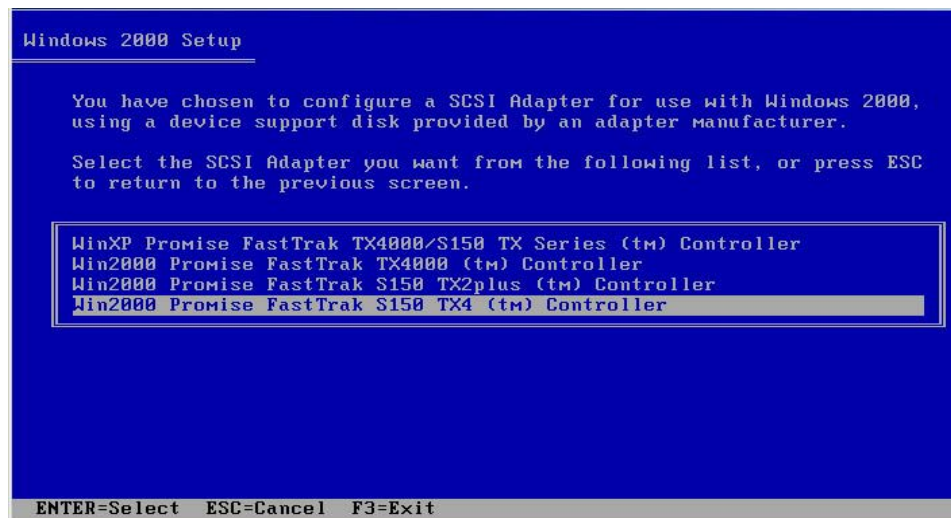 Windows 2000 Setup
You have chosen to configure a SCSI Adapter for use with Windows 2000,
using a device support disk provided by an adapter manufacturer.
Select the SCSI Adapter you want from the following list, or press ESC
to return to the previous screen.
WinXP Promise FastTrak TX4000/S150 TX Series (tm) Controller
Win2000 Promise FastTrak TX4000 (tm) Controller
Win2000 Promise FastTrak S150 TX2plus (tm) Controller
Win2000 Promise FastTrak S150 TX4 (tm) Controller
ENTER=Select ESC=Cancel F3=Exit